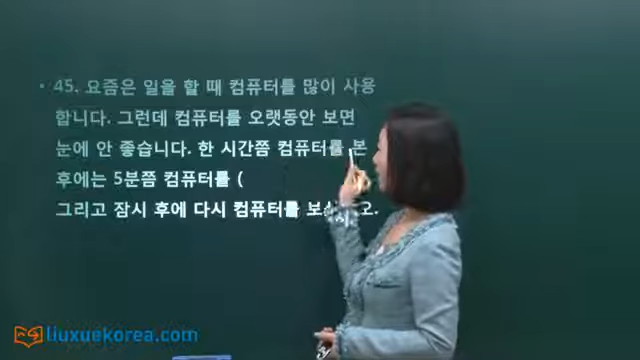 · 45. 요즘은 일을 할 때 컴퓨터를 많이 사용
합니다. 그런데 컴퓨터를 오랫동안 보면
눈에 안 좋습니다. 한 시간쯤 컴퓨터를 본
후에는 5분쯤 컴퓨터를 (
그리고 잠시 후에 다시 컴퓨터를 오.
liuxuekorea.com